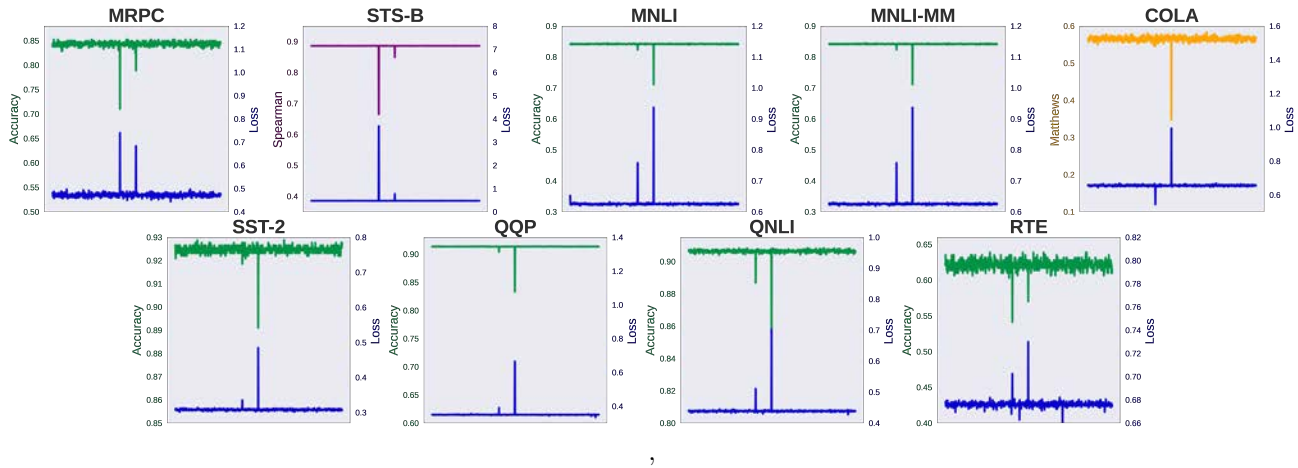 MRPC STS-B MNLI MNLI-MM COLA
0.85 0.80 0.75 0.70 0.65 0.60 0.55 0.50 Accuracy 1.2 1.1 1.0 0.9 0.8 0.7 0.6 0.5 0.4 Loss
0.9 0.8 0.7 0.6 0.5 0.4 Spearman 8 7 6 5 4 3 2 1 0 Loss
0.9 0.8 0.7 0.6 0.5 0.4 0.3 Accuracy 1.2 1.1 1.0 0.9 0.8 0.7 0.6 Loss
0.9 0.8 0.7 0.6 0.5 0.4 0.3 Accuracy 1.2 1.1 1.0 0.9 0.8 0.7 0.6 Loss
0.6 0.5 0.4 0.3 0.2 0.1 Matthews 1.6 1.4 1.2 1.0 0.8 0.6 Loss
SST-2 QQP QNLI RTE
0.93 0.92 0.91 0.90 0.89 0.88 0.87 0.86 0.85 Accuracy 0.8 0.7 0.6 0.5 0.4 0.3 Loss
0.90 0.85 0.80 0.75 0.70 0.65 0.60 Accuracy 1.4 1.2 1.0 0.8 0.6 0.4 Loss
0.90 0.88 0.86 0.84 0.82 0.80 Accuracy 1.0 0.9 0.8 0.7 0.6 0.5 0.4 Loss
0.65 0.60 0.55 0.50 0.45 0.40 Accuracy 0.82 0.80 0.78 0.76 0.74 0.72 0.70 0.68 0.66 Loss
,